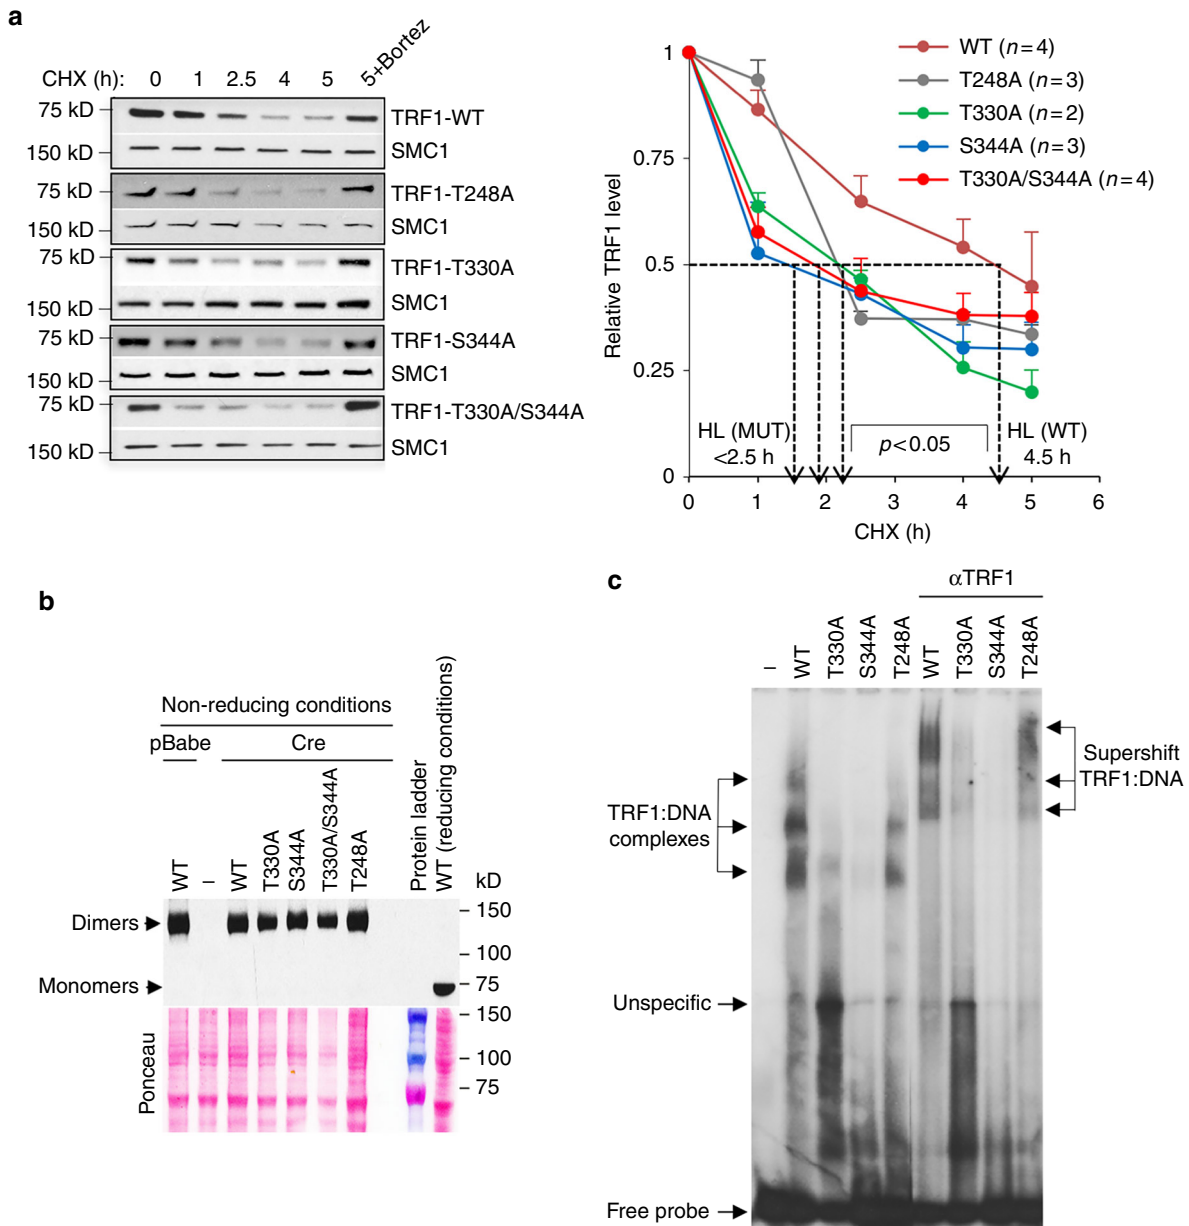 a
CHX (h): 0 1 2.5 4 5 5+Bortez
75 kD TRF1-WT
150 kD SMC1
75 kD TRF1-T248A
150 kD SMC1
75 kD TRF1-T330A
150 kD SMC1
75 kD TRF1-S344A
150 kD SMC1
75 kD TRF1-T330A/S344A
150 kD SMC1
WT (n=4)
T248A (n=3)
T330A (n=2)
S344A (n=3)
T330A/S344A (n=4)
Relative TRF1 level
1
0.75
0.5
0.25
0
HL (MUT)
<2.5 h
p<0.05
HL (WT)
4.5 h
0 1 2 3 4 5 6
CHX (h)
b
Non-reducing conditions
pBabe Cre
WT – WT T330A S344A T330A/S344A T248A Protein ladder WT (reducing conditions)
kD
Dimers
Monomers
150
100
75
Ponceau
150
100
75
c
αTRF1
– WT T330A S344A T248A WT T330A S344A T248A
TRF1:DNA
complexes
Supershift
TRF1:DNA
Unspecific
Free probe